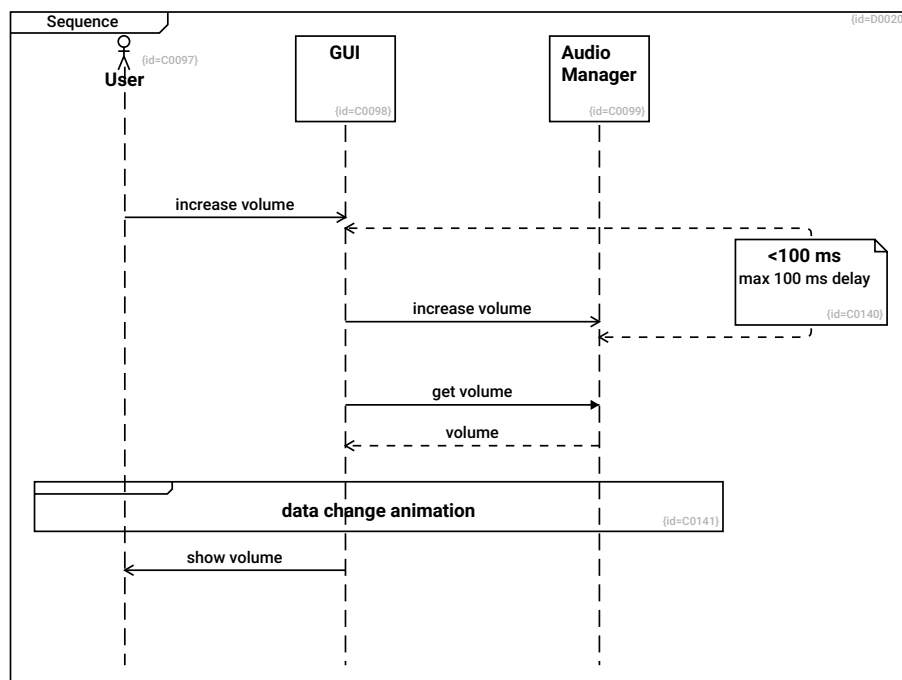 Sequence
{id=D0020
{id=C0097}
User
GUI
{id=C0098}
Audio
Manager
{id=C0099}
increase volume
<100 ms
max 100 ms delay
{id=C0140}
increase volume
get volume
volume
data change animation
{id=C0141}
show volume